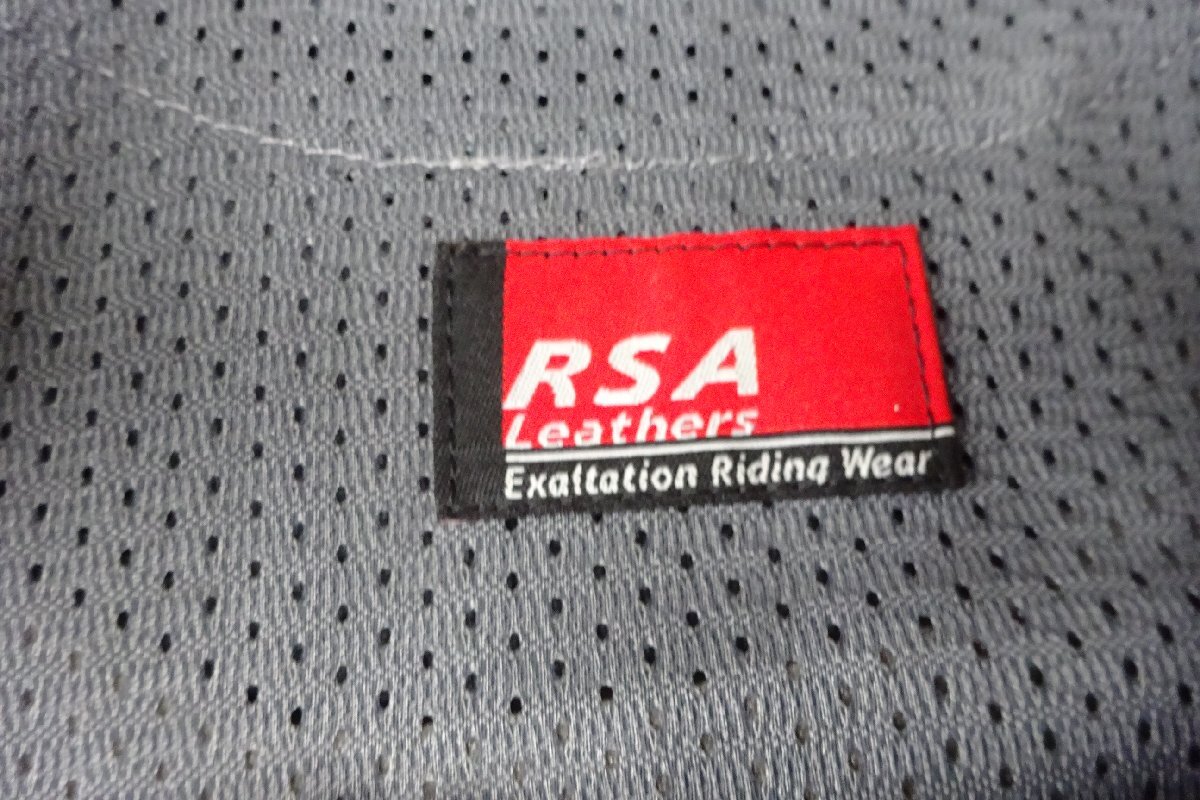 RSA
Leathers
Exaltation Riding Wear